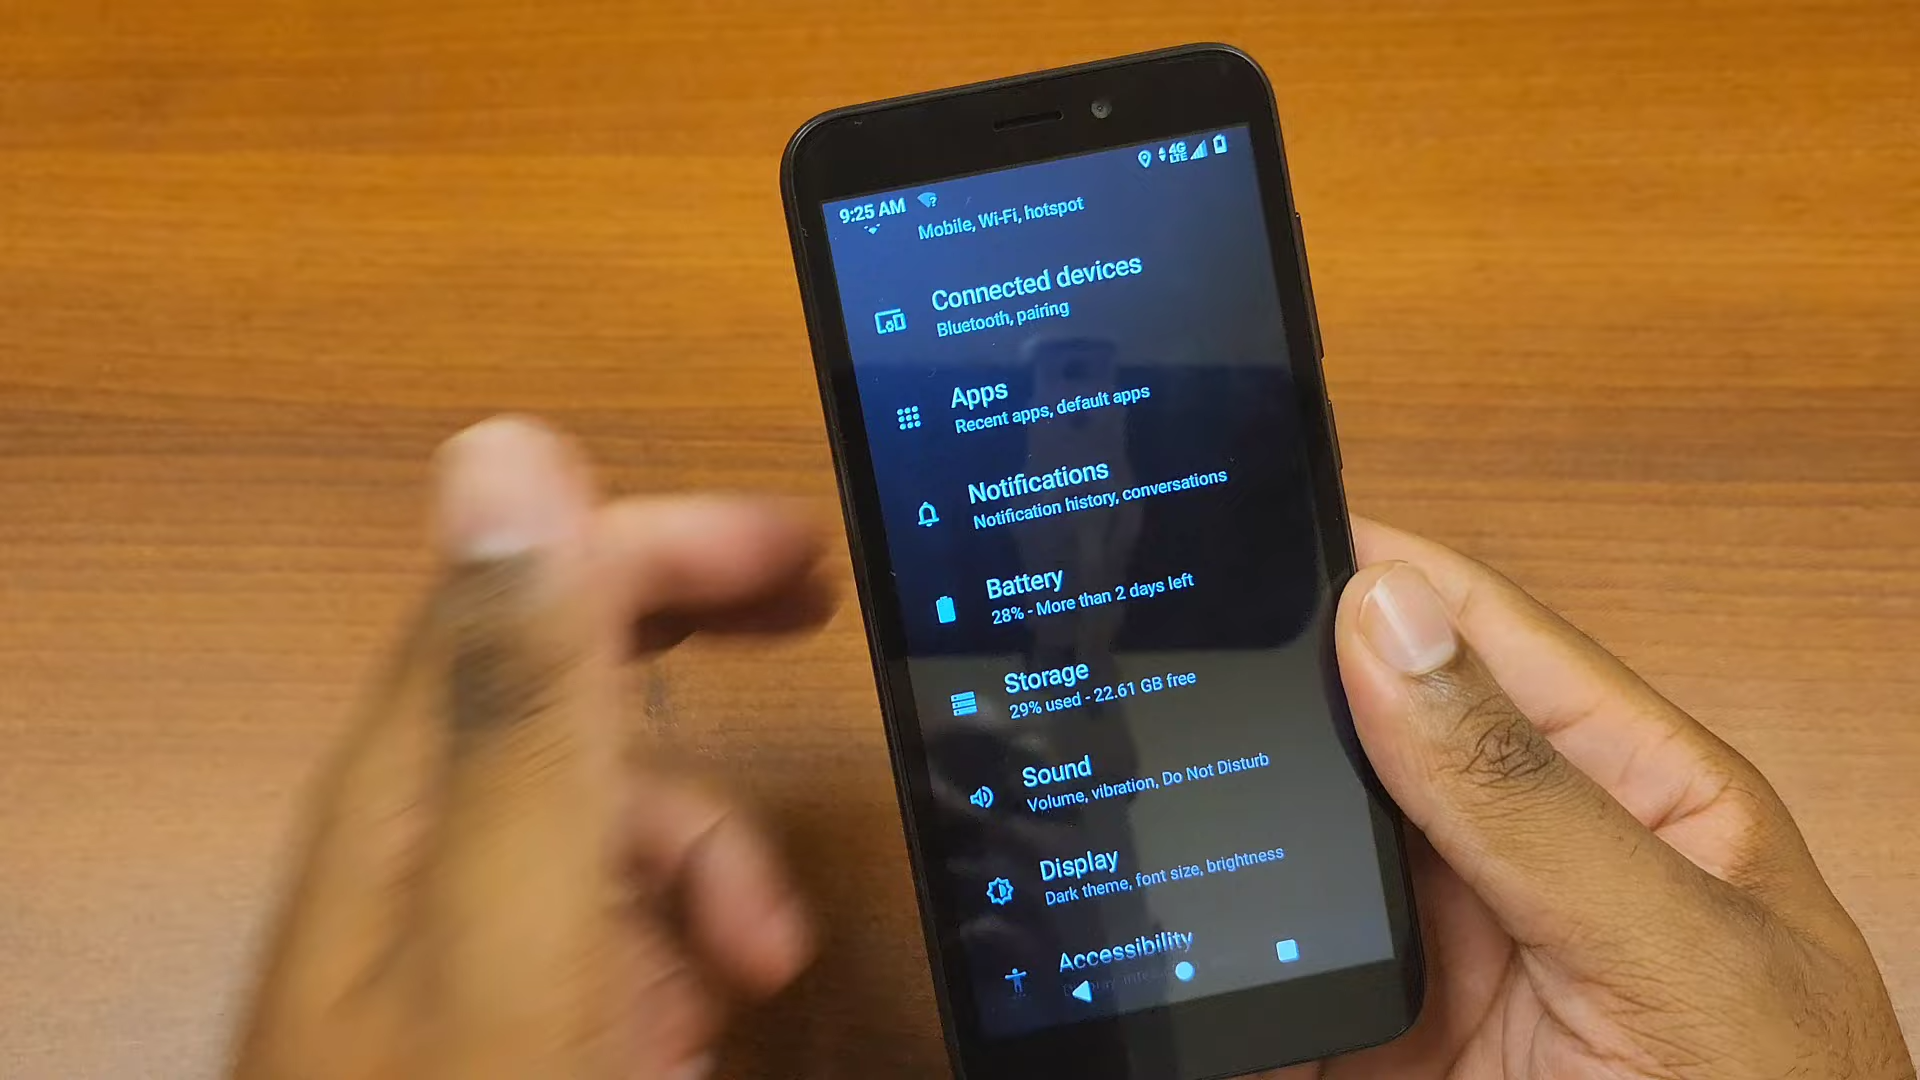 9:25 AM
4G
LTE
Mobile, Wi-Fi, hotspot
Connected devices
Bluetooth, pairing
Apps
Recent apps, default apps
Notifications
Notification history, conversations
Battery
28% - More than 2 days left
Storage
29% used - 22.61 GB free
Sound
Volume, vibration, Do Not Disturb
Display
Dark theme, font size, brightness
Accessibility